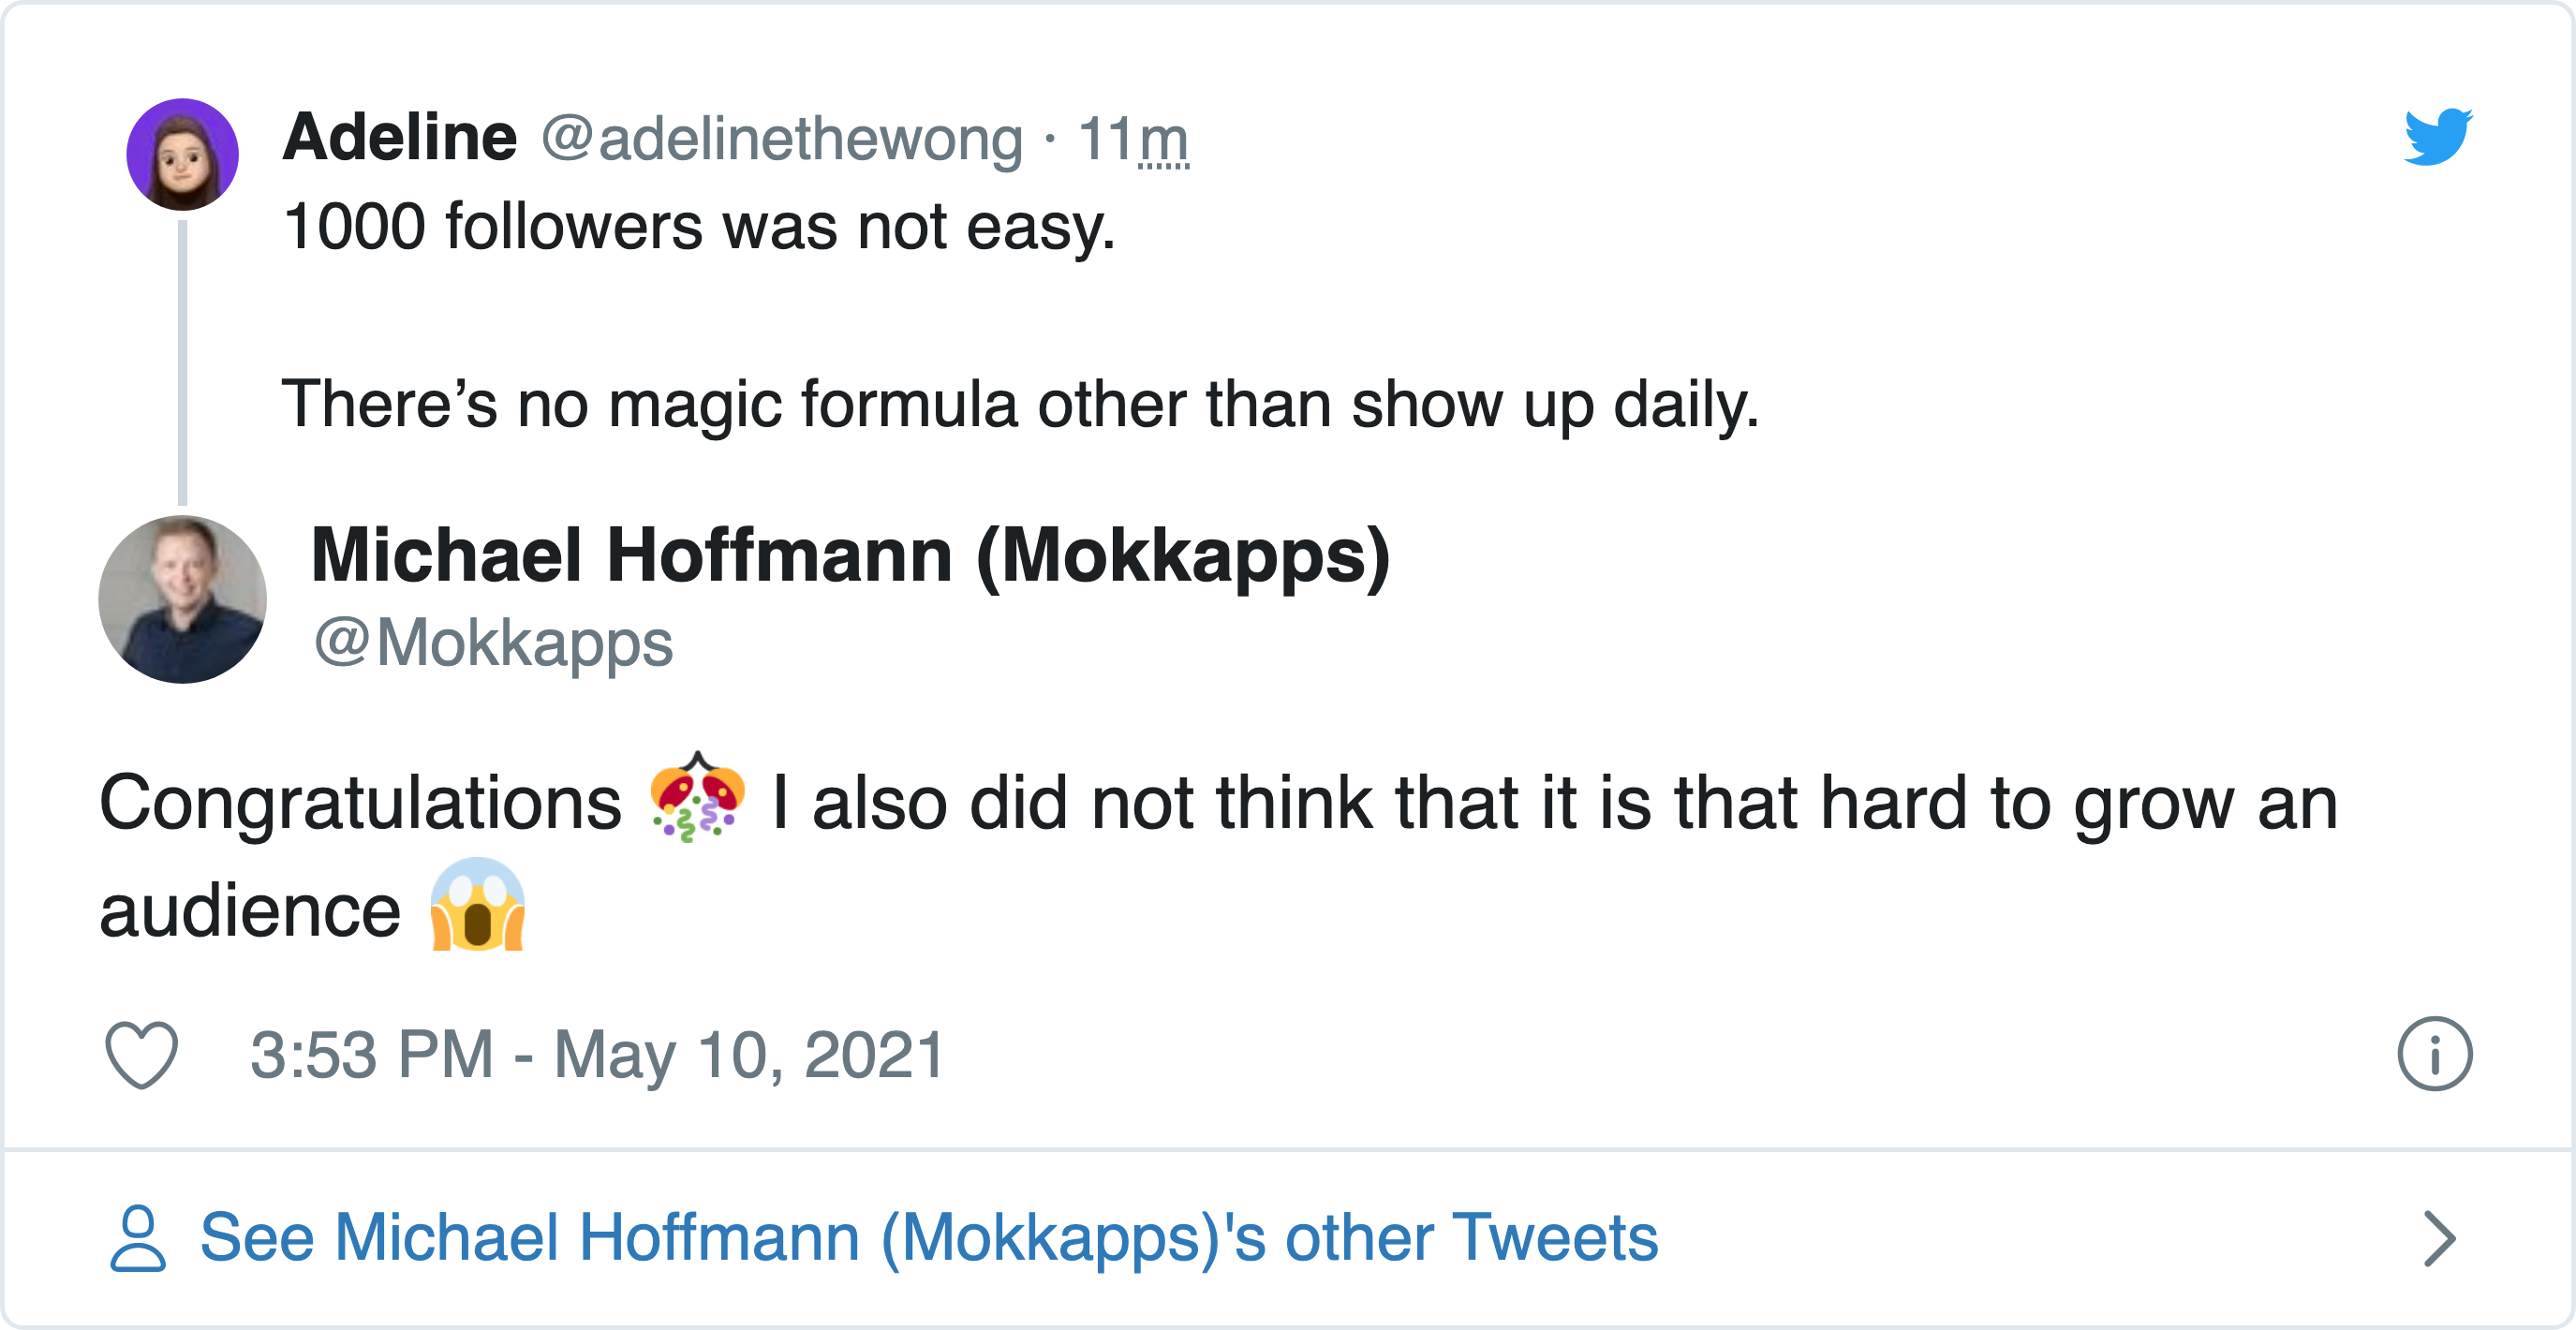 Adeline @adelinethewong · 11m
1000 followers was not easy.
There’s no magic formula other than show up daily.
Michael Hoffmann (Mokkapps)
@Mokkapps
Congratulations 🎊 I also did not think that it is that hard to grow an
audience 😱
3:53 PM - May 10, 2021
See Michael Hoffmann (Mokkapps)'s other Tweets